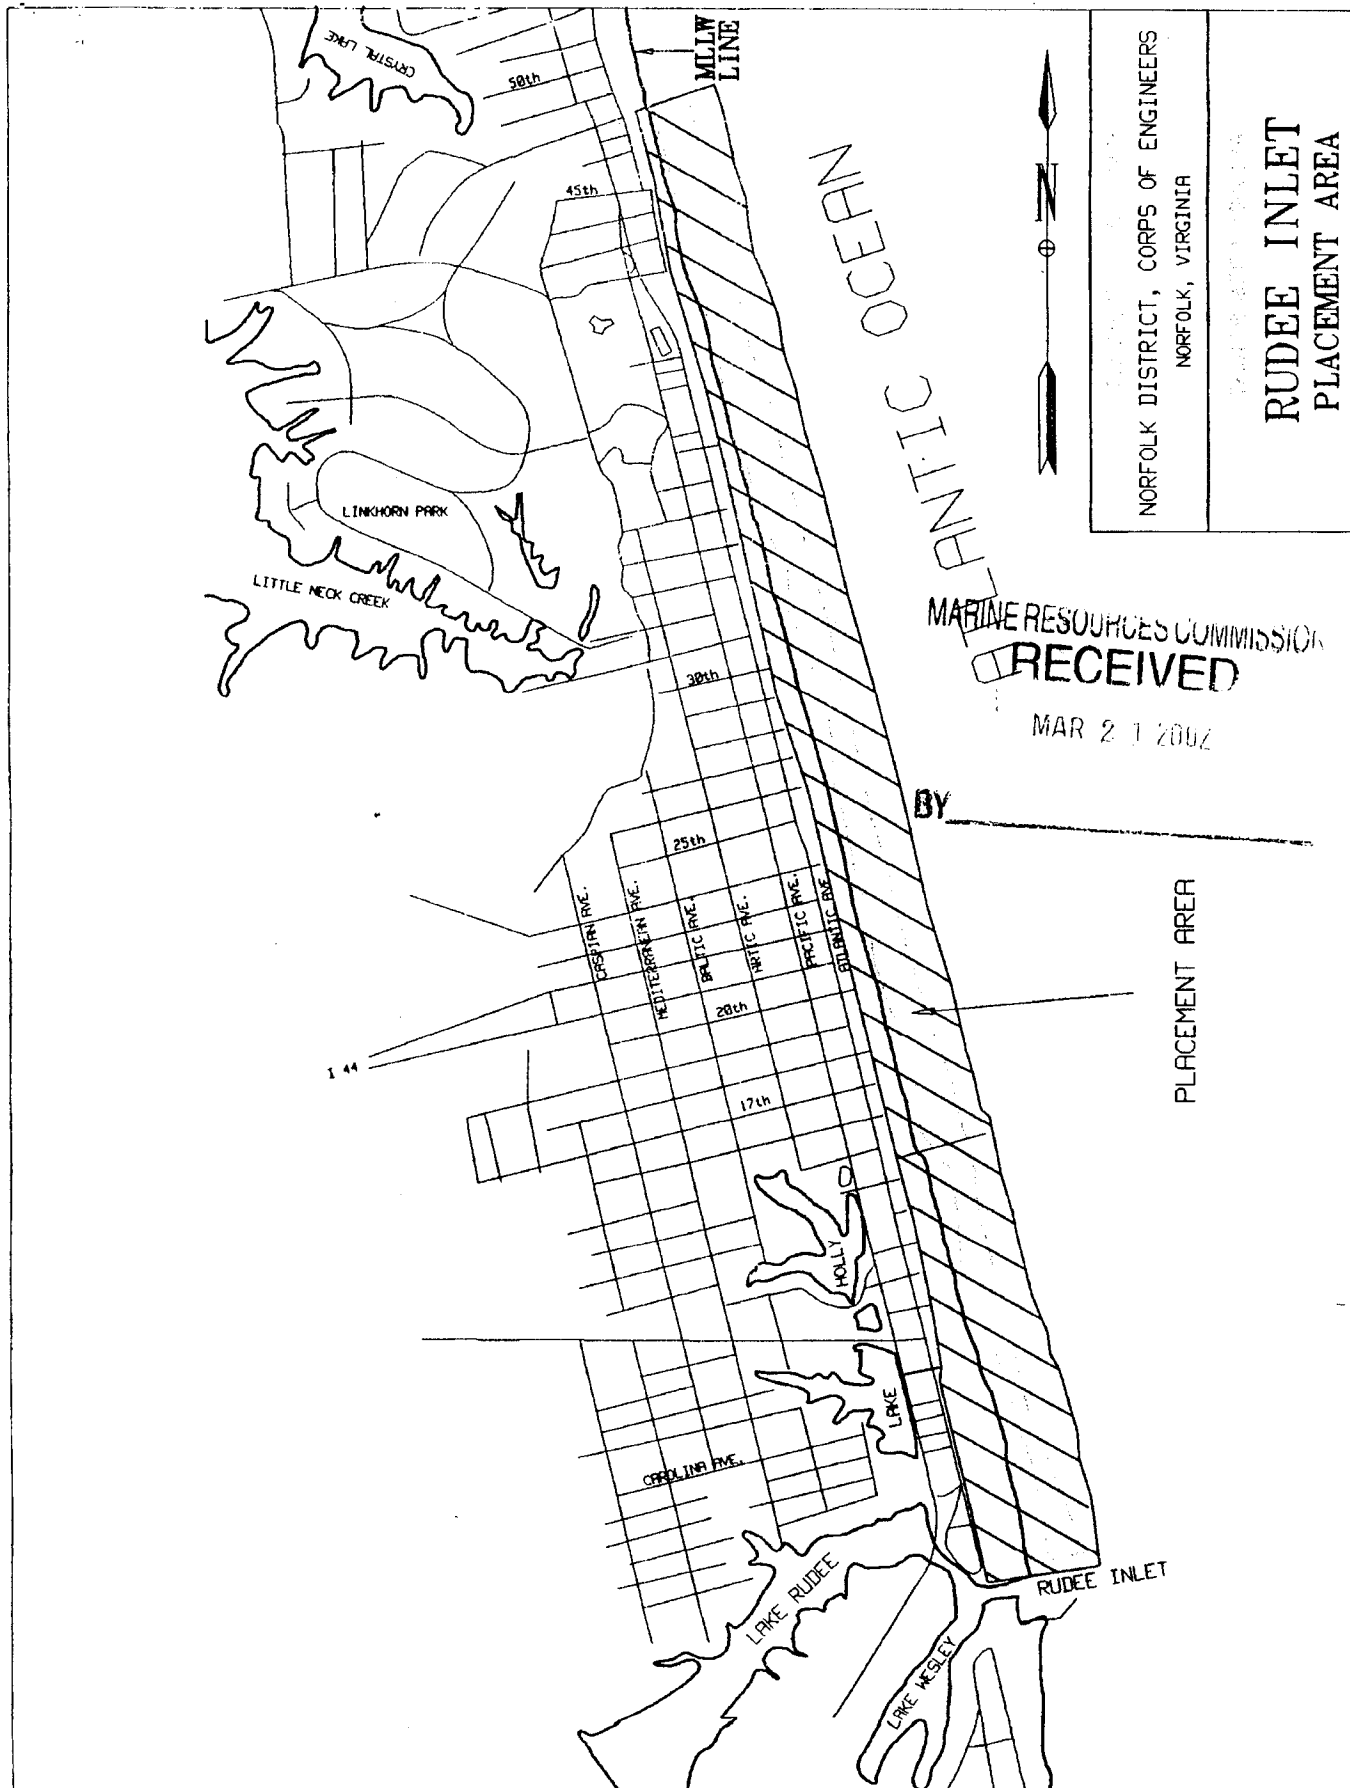 CRYSTAL LAKE
50th
MLLW
LINE
45th
ATLANTIC OCEAN
N
NORFOLK DISTRICT, CORPS OF ENGINEERS
NORFOLK, VIRGINIA
RUDEE INLET
PLACEMENT AREA
LINKHORN PARK
LITTLE NECK CREEK
30th
MARINE RESOURCES COMMISSION
RECEIVED
MAR 21 2002
BY
25th
CASPIAN AVE.
MEDITERRANEAN AVE.
BALTIC AVE.
ARTIC AVE.
PACIFIC AVE.
ATLANTIC AVE
20th
PLACEMENT AREA
I 44
17th
HOLLY
LAKE
CAROLINA AVE.
LAKE RUDEE
RUDEE INLET
LAKE WESLEY